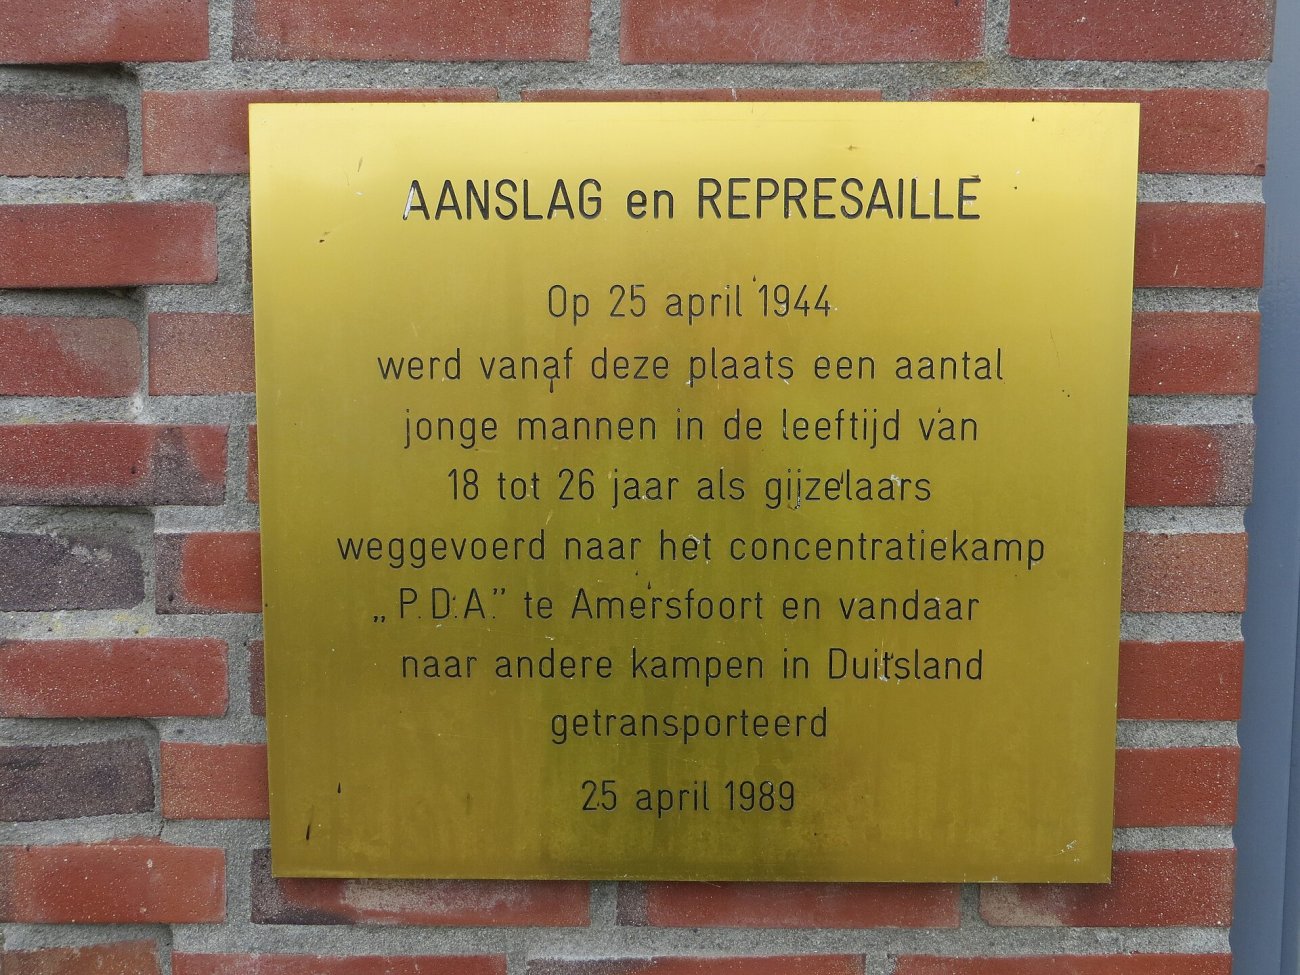 AANSLAG en REPRESAILLE
Op 25 april 1944
werd vanaf deze plaats een aantal
jonge mannen in de leeftijd van
18 tot 26 jaar als gijzelaars
weggevoerd naar het concentratiekamp
„P.D.A.” te Amersfoort en vandaar
naar andere kampen in Duitsland
getransporteerd
25 april 1989